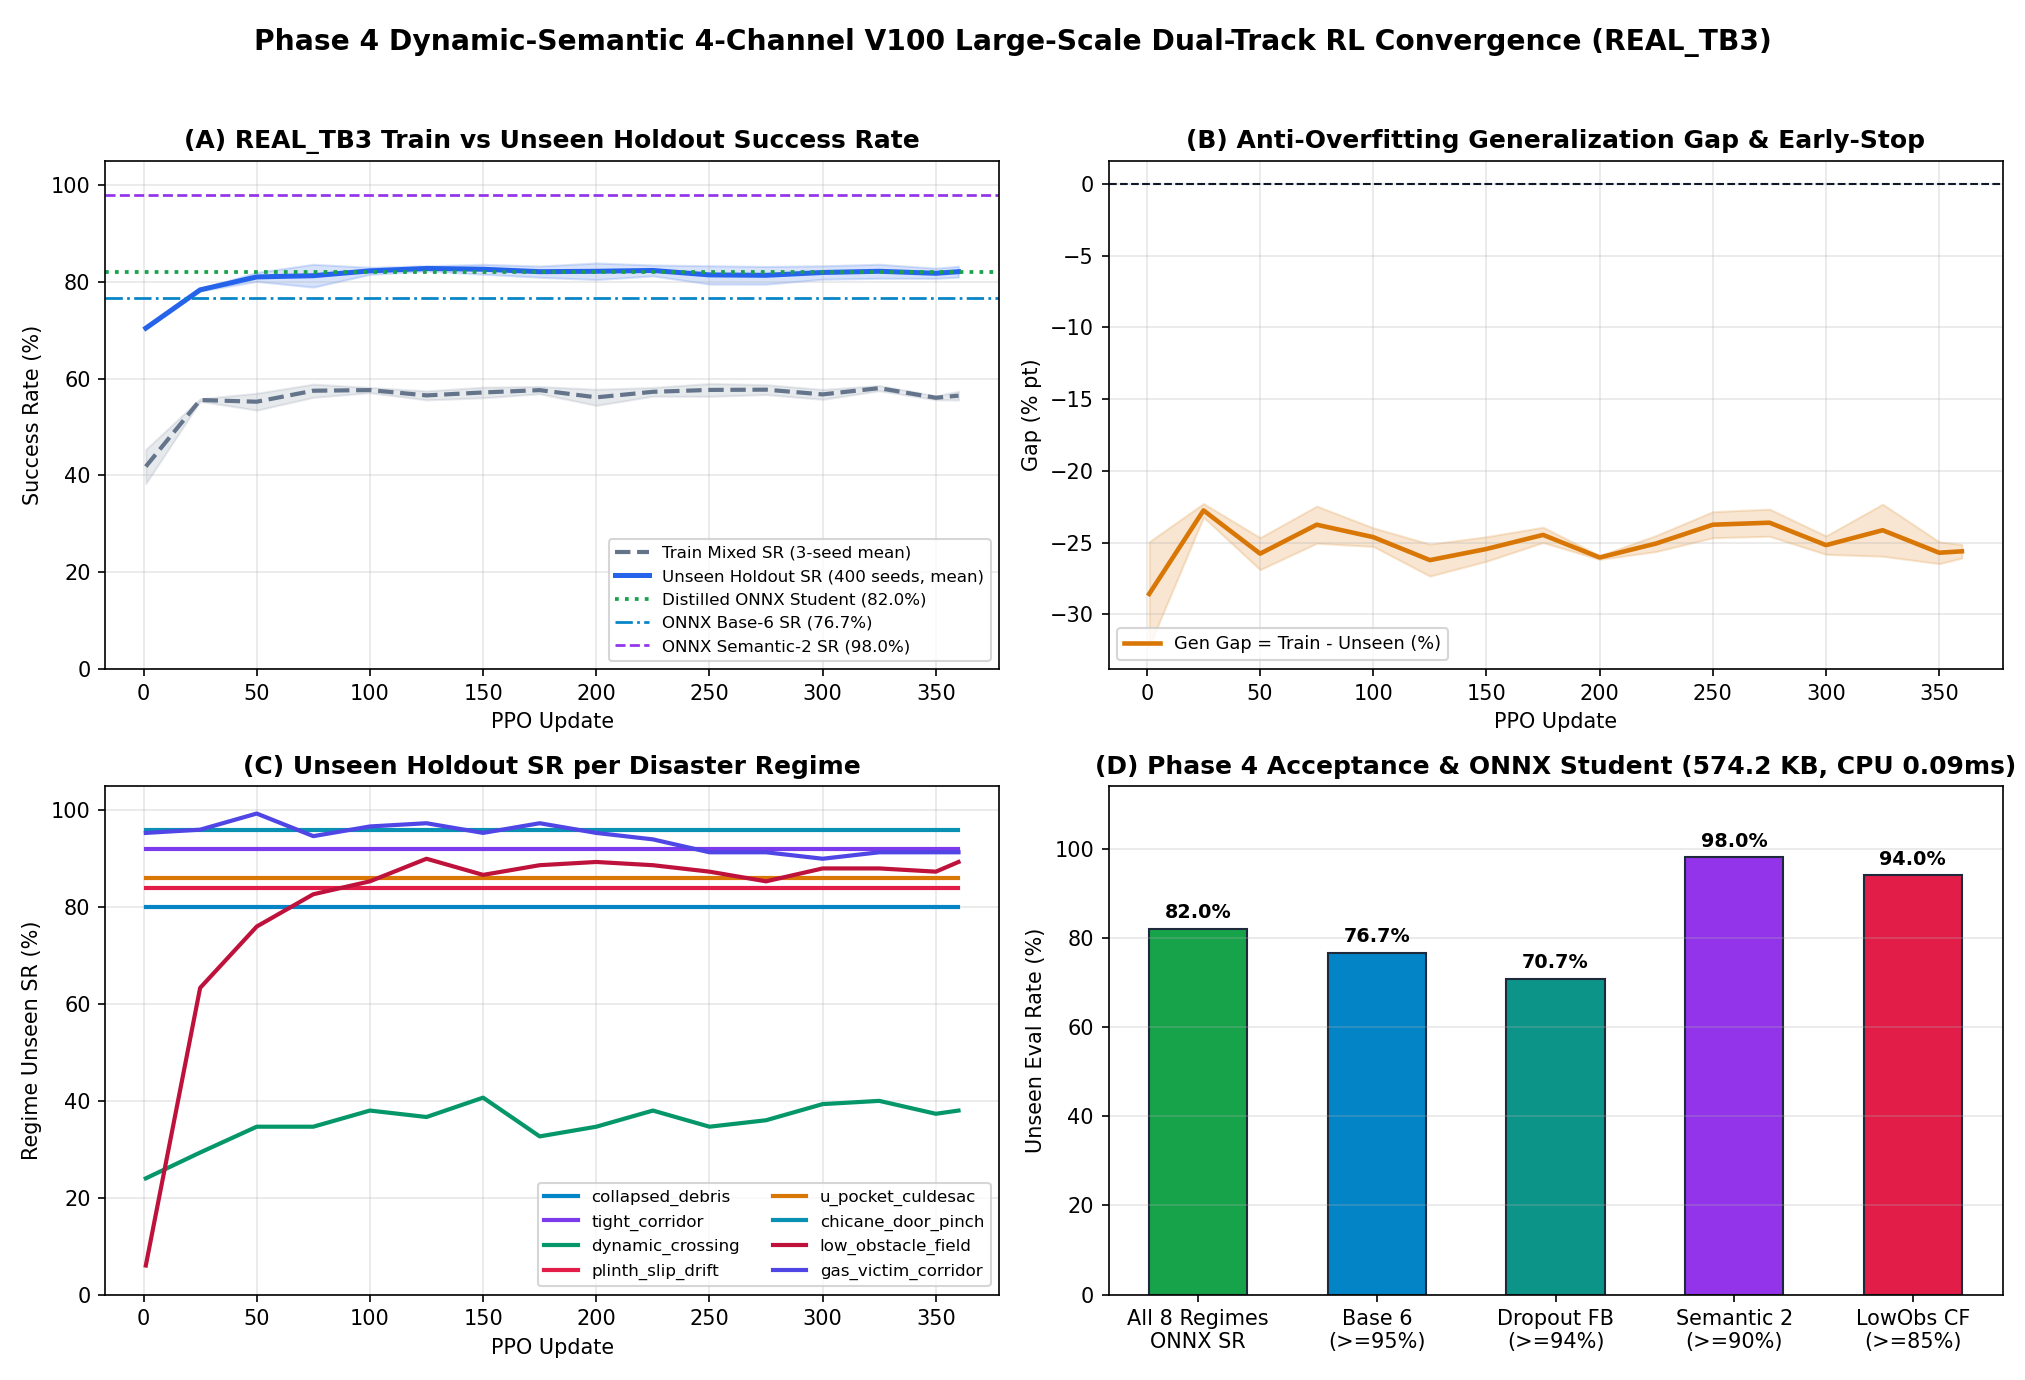 Phase 4 Dynamic-Semantic 4-Channel V100 Large-Scale Dual-Track RL Convergence (REAL_TB3)
(A) REAL_TB3 Train vs Unseen Holdout Success Rate
Success Rate (%)
100
80
60
40
20
0
Train Mixed SR (3-seed mean)
Unseen Holdout SR (400 seeds, mean)
Distilled ONNX Student (82.0%)
ONNX Base-6 SR (76.7%)
ONNX Semantic-2 SR (98.0%)
0 50 100 150 200 250 300 350
PPO Update
(B) Anti-Overfitting Generalization Gap & Early-Stop
Gap (% pt)
0
−5
−10
−15
−20
−25
−30
Gen Gap = Train - Unseen (%)
0 50 100 150 200 250 300 350
PPO Update
(C) Unseen Holdout SR per Disaster Regime
Regime Unseen SR (%)
100
80
60
40
20
0
collapsed_debris
tight_corridor
dynamic_crossing
plinth_slip_drift
u_pocket_culdesac
chicane_door_pinch
low_obstacle_field
gas_victim_corridor
0 50 100 150 200 250 300 350
PPO Update
(D) Phase 4 Acceptance & ONNX Student (574.2 KB, CPU 0.09ms)
Unseen Eval Rate (%)
100
80
60
40
20
0
82.0%
76.7%
70.7%
98.0%
94.0%
All 8 Regimes
ONNX SR
Base 6
(>=95%)
Dropout FB
(>=94%)
Semantic 2
(>=90%)
LowObs CF
(>=85%)